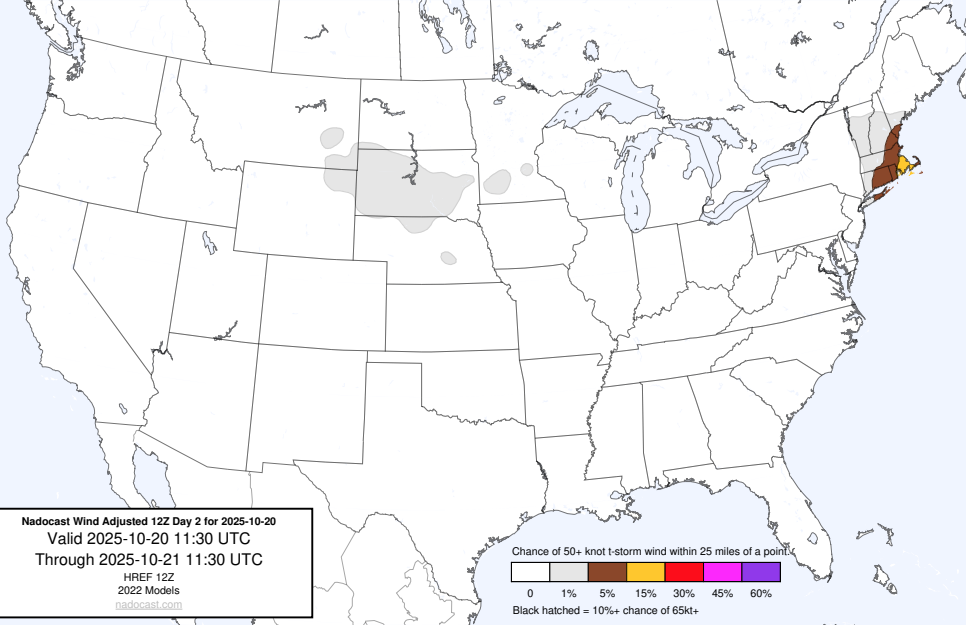 Nadocast Wind Adjusted 12Z Day 2 for 2025-10-20
Valid 2025-10-20 11:30 UTC
Through 2025-10-21 11:30 UTC
HREF 12Z
2022 Models
nadocast.com
Chance of 50+ knot t-storm wind within 25 miles of a point.
0 1% 5% 15% 30% 45% 60%
Black hatched = 10%+ chance of 65kt+